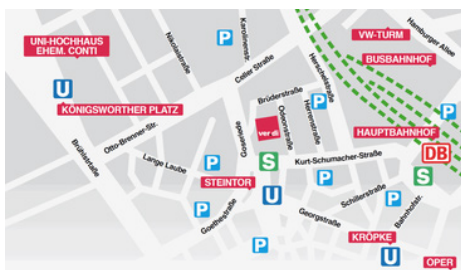 UNI-HOCHHAUS
EHEM. CONTI
Nikolaistraße
P
Karolinenstr.
Celler Straße
Herschelstraße
VW-TURM
Hamburger Allee
BUSBAHNHOF
P
U
KÖNIGSWORTHER PLATZ
Brüderstraße
P
P
Otto-Brenner-Str.
Brühlstraße
Goseriede
ver.di
Odeonstraße
Herrenstraße
HAUPTBAHNHOF
DB
Lange Laube
P
S
Kurt-Schumacher-Straße
STEINTOR
P
P
S
U
Schillerstraße
P
Goethestraße
Georgstraße
Bahnhofstr.
P
P
KRÖPKE
U
OPER